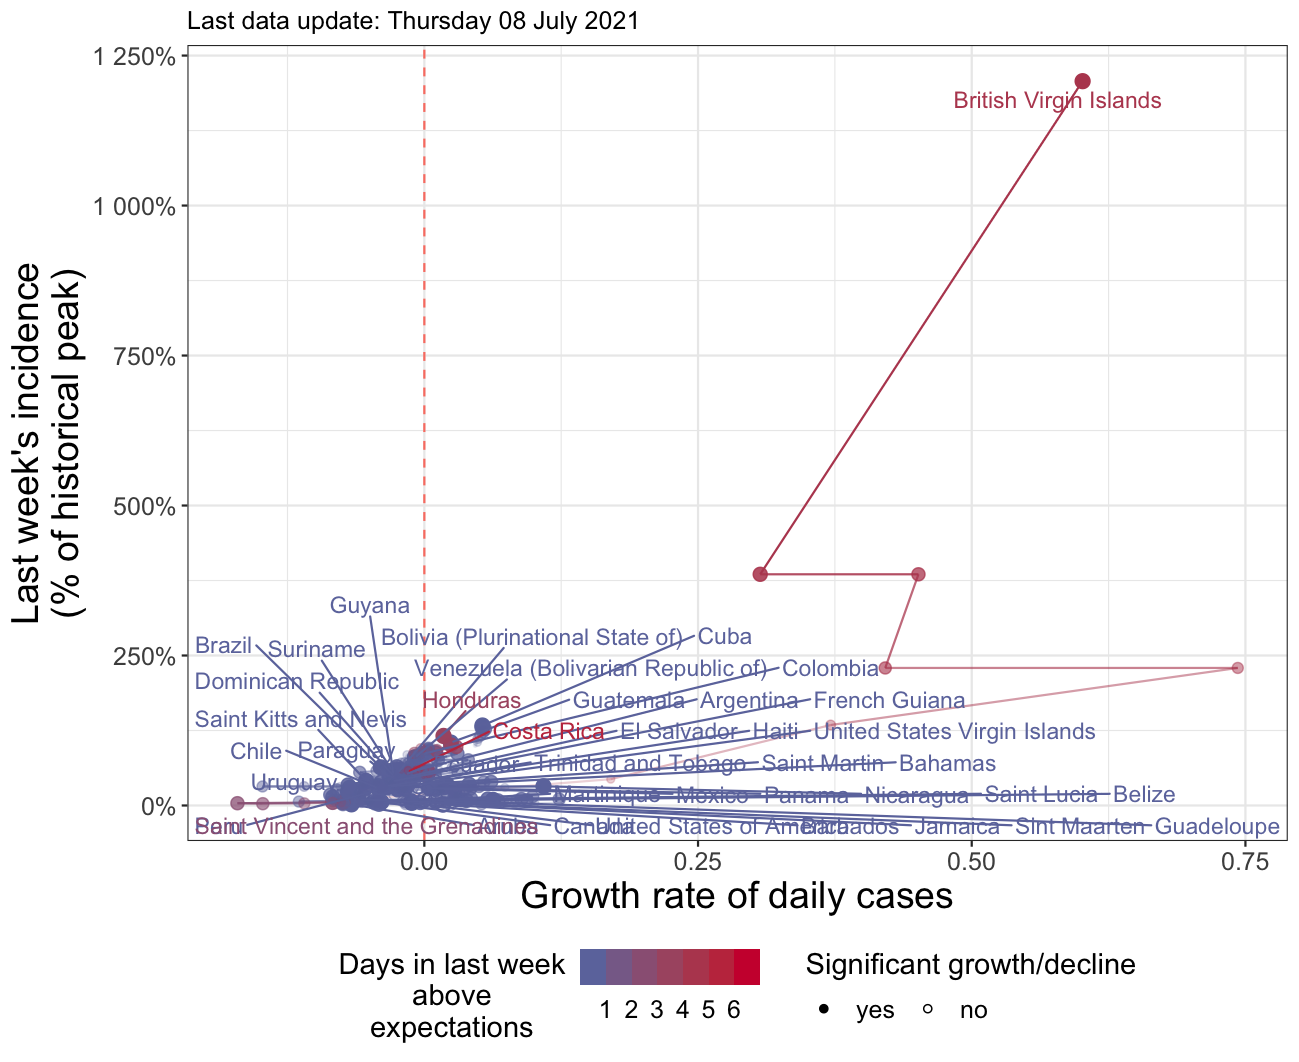 Last data update: Thursday 08 July 2021
Last week's incidence
(% of historical peak)
1 250%
1 000%
750%
500%
250%
0%
British Virgin Islands
Guyana
Brazil
Suriname
Bolivia (Plurinational State of)
Cuba
Dominican Republic
Venezuela (Bolivarian Republic of)
Colombia
Honduras
Guatemala
Argentina
French Guiana
Saint Kitts and Nevis
Costa Rica
El Salvador
Haiti
United States Virgin Islands
Chile
Paraguay
Ecuador
Trinidad and Tobago
Saint Martin
Bahamas
Uruguay
Martinique
Mexico
Panama
Nicaragua
Saint Lucia
Belize
Peru
Saint Vincent and the Grenadines
Aruba
Canada
United States of America
Barbados
Jamaica
Sint Maarten
Guadeloupe
0.00
0.25
0.50
0.75
Growth rate of daily cases
Days in last week
above
expectations
1 2 3 4 5 6
Significant growth/decline
yes
no